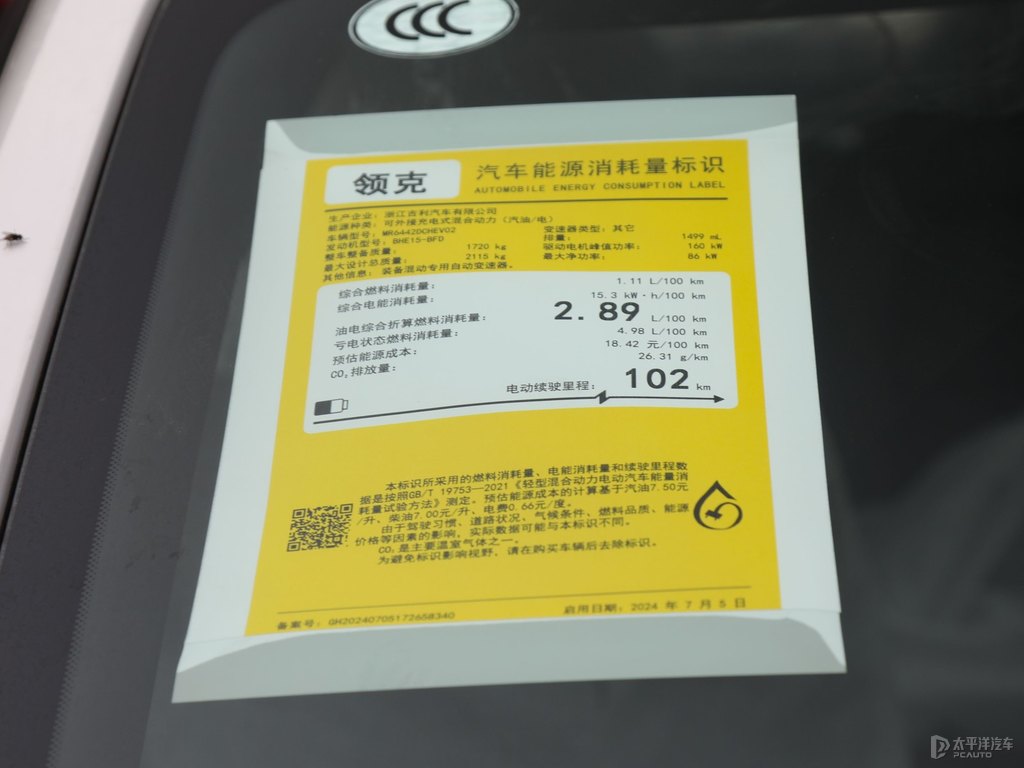 CCC
领克
汽车能源消耗量标识
AUTOMOBILE ENERGY CONSUMPTION LABEL
生产企业: 浙江吉利汽车有限公司
能源种类: 可外接充电式混合动力 (汽油/电)
车辆型号: MR6442DCHEV02 变速器类型: 其它
发动机型号: BHE15-BFD 排量: 1499 mL
整车整备质量: 1720 kg 驱动电机峰值功率: 160 kW
最大设计总质量: 2115 kg 最大净功率: 86 kW
其他信息: 装备混动专用自动变速器。
综合燃料消耗量: 1.11 L/100 km
综合电能消耗量: 15.3 kW·h/100 km
油电综合折算燃料消耗量: 2.89 L/100 km
亏电状态燃料消耗量: 4.98 L/100 km
预估能源成本: 18.42 元/100 km
CO₂排放量: 26.31 g/km
电动续驶里程: 102 km
本标识所采用的燃料消耗量、电能消耗量和续驶里程数
据是按照GB/T 19753—2021《轻型混合动力电动汽车能量消
耗量试验方法》测定。预估能源成本的计算基于汽油7.50元
/升、柴油7.00元/升、电费0.66元/度。
由于驾驶习惯、道路状况、气候条件、燃料品质、能源
价格等因素的影响,实际数据可能与本标识不同。
CO₂是主要温室气体之一。
为避免标识影响视野,请在购买车辆后去除标识。
备案号: GH20240705172658340 启用日期: 2024 年 7 月 5 日
太平洋汽车
PCAUTO